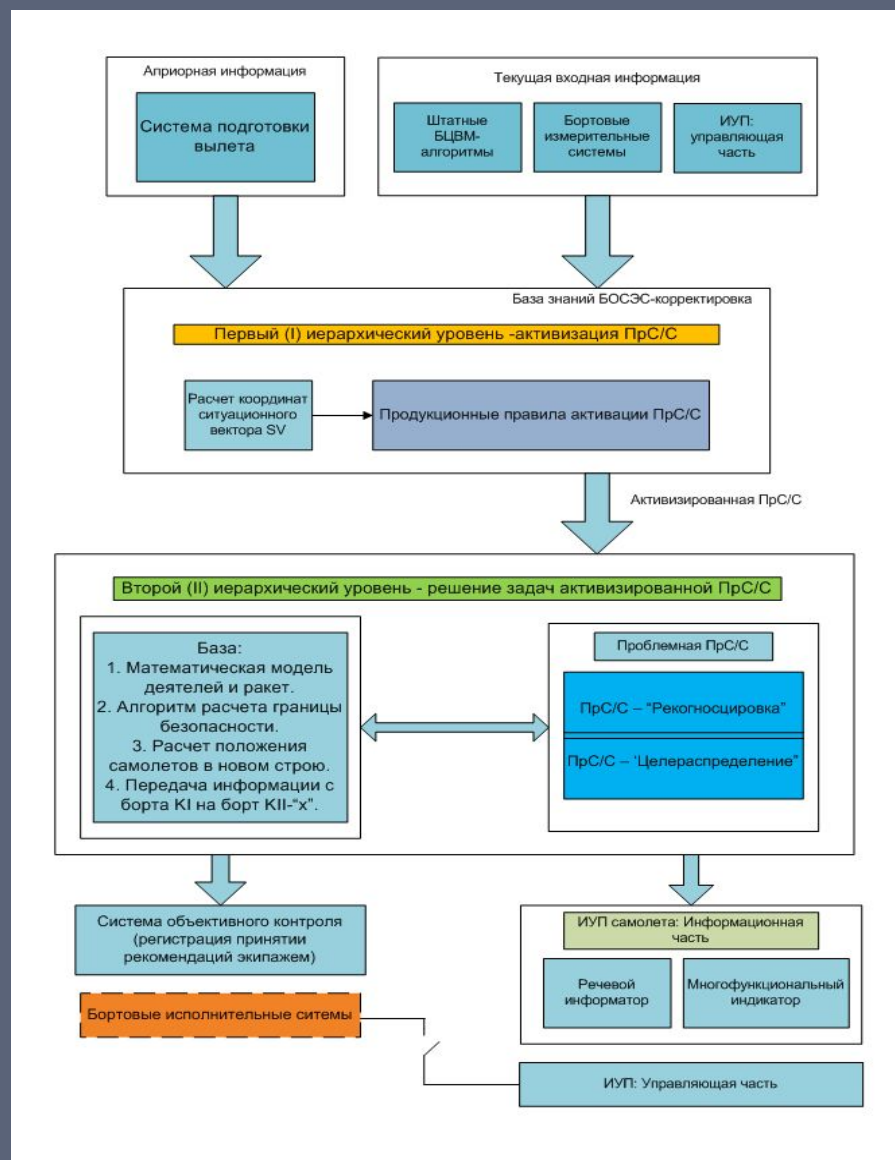 Априорная информация
Система подготовки
вылета
Текущая входная информация
Штатные
БЦВМ-
алгоритмы
Бортовые
измерительные
системы
ИУП:
управляющая
часть
База знаний БОСЭС-корректировка
Первый (I) иерархический уровень -активизация ПрС/С
Расчет координат
ситуационного
вектора SV
Продукционные правила активации ПрС/С
Активизированная ПрС/С
Второй (II) иерархический уровень - решение задач активизированной ПрС/С
База:
1. Математическая модель
деятелей и ракет.
2. Алгоритм расчета границы
безопасности.
3. Расчет положения
самолетов в новом строю.
4. Передача информации с
борта KI на борт KII-“x”.
Проблемная ПрС/С
ПрС/С – “Рекогносцировка”
ПрС/С – ‘Целераспределение”
Система объективного контроля
(регистрация принятии
рекомендаций экипажем)
ИУП самолета: Информационная
часть
Речевой
информатор
Многофункциональный
индикатор
Бортовые исполнительные ситемы
ИУП: Управляющая часть